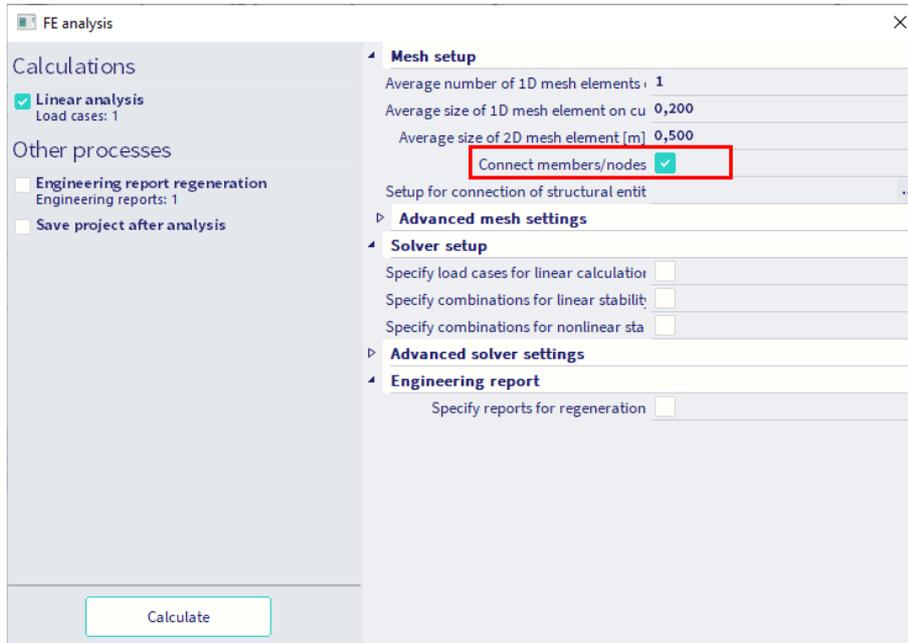 FE analysis
Calculations
Linear analysis
Load cases: 1
Other processes
Engineering report regeneration
Engineering reports: 1
Save project after analysis
Calculate
Mesh setup
Average number of 1D mesh elements 1
Average size of 1D mesh element on cu 0,200
Average size of 2D mesh element [m] 0,500
Connect members/nodes
Setup for connection of structural entit ...
Advanced mesh settings
Solver setup
Specify load cases for linear calculation
Specify combinations for linear stability
Specify combinations for nonlinear sta
Advanced solver settings
Engineering report
Specify reports for regeneration